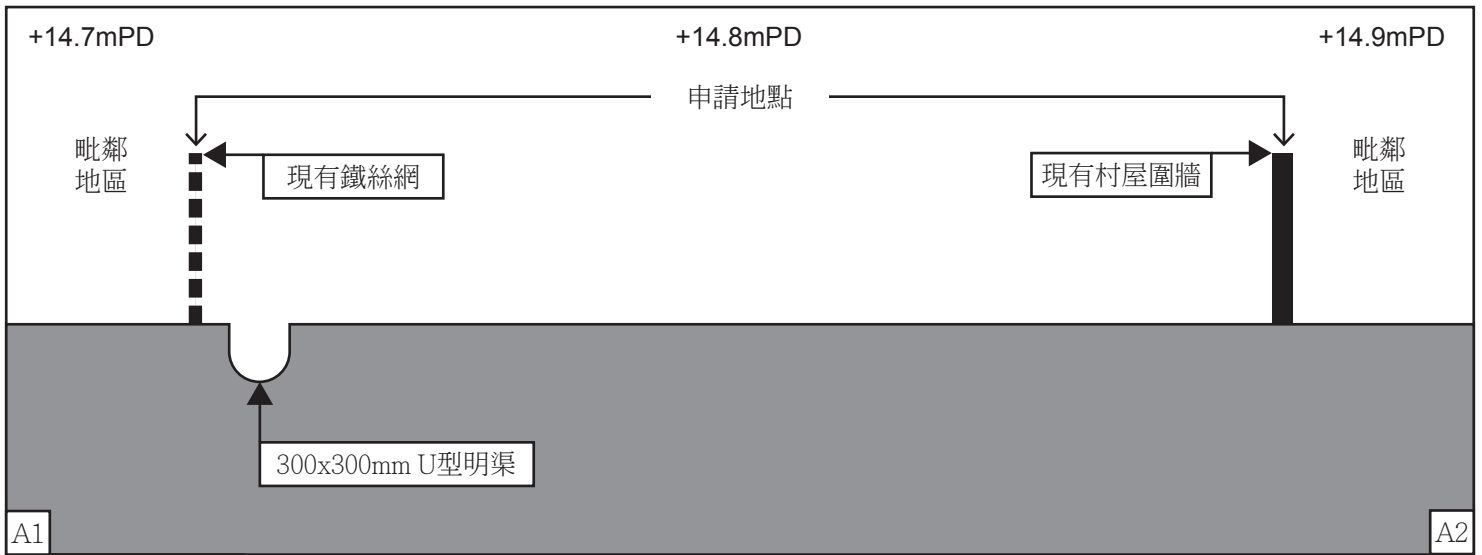 +14.7mPD
+14.8mPD
+14.9mPD
申請地點
毗鄰
地區
現有鐵絲網
現有村屋圍牆
毗鄰
地區
300x300mm U型明渠
A1
A2